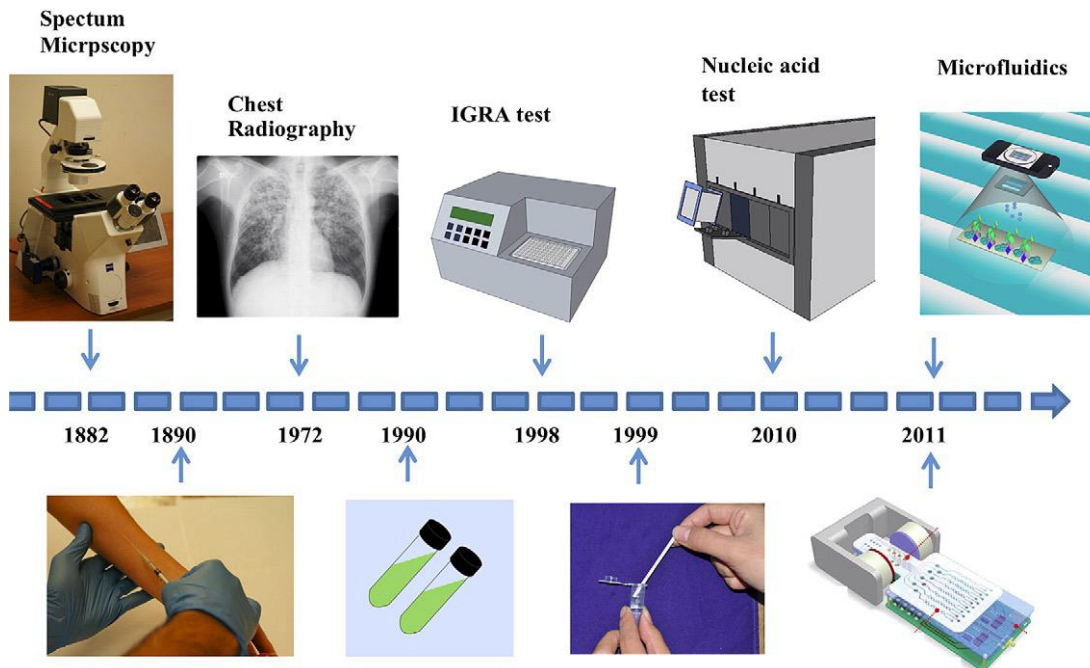 Spectum
Micrpscopy
Chest
Radiography
IGRA test
Nucleic acid
test
Microfluidics
1882
1890
1972
1990
1998
1999
2010
2011